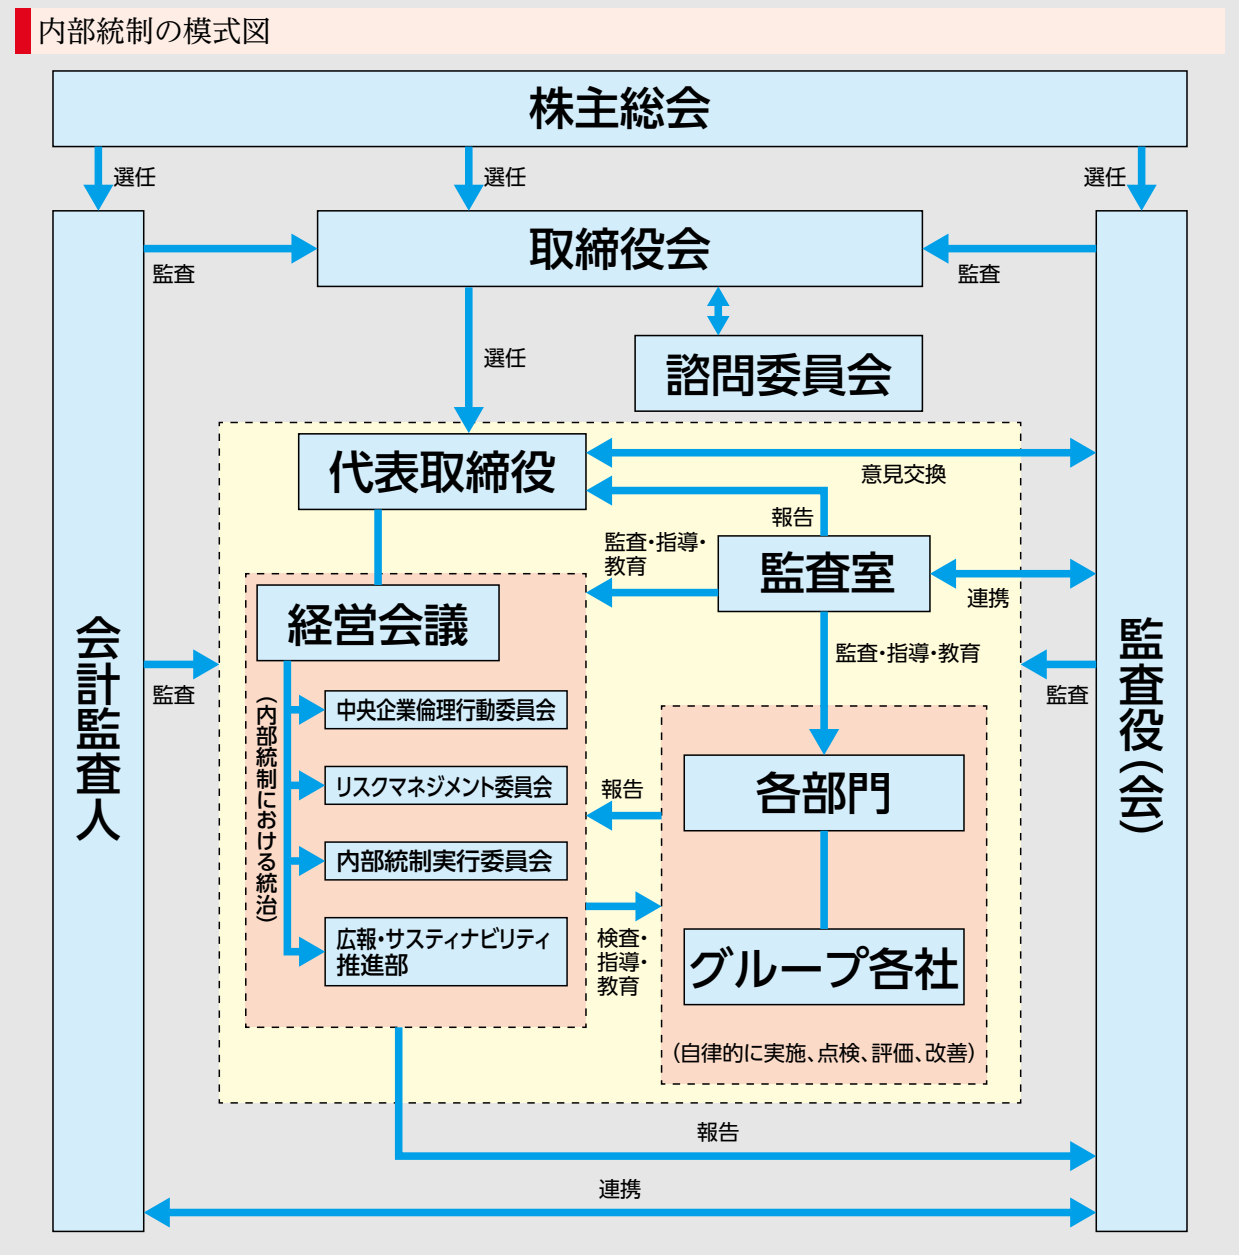 内部統制の模式図
株主総会
選任
選任
選任
取締役会
監査
監査
選任
諮問委員会
代表取締役
意見交換
報告
監査・指導・
教育
監査室
連携
経営会議
監査・指導・教育
会計監査人
監査役(会)
監査
監査
(内部統制における統治)
中央企業倫理行動委員会
リスクマネジメント委員会
内部統制実行委員会
広報・サスティナビリティ
推進部
報告
各部門
検査・
指導・
教育
グループ各社
(自律的に実施、点検、評価、改善)
報告
連携